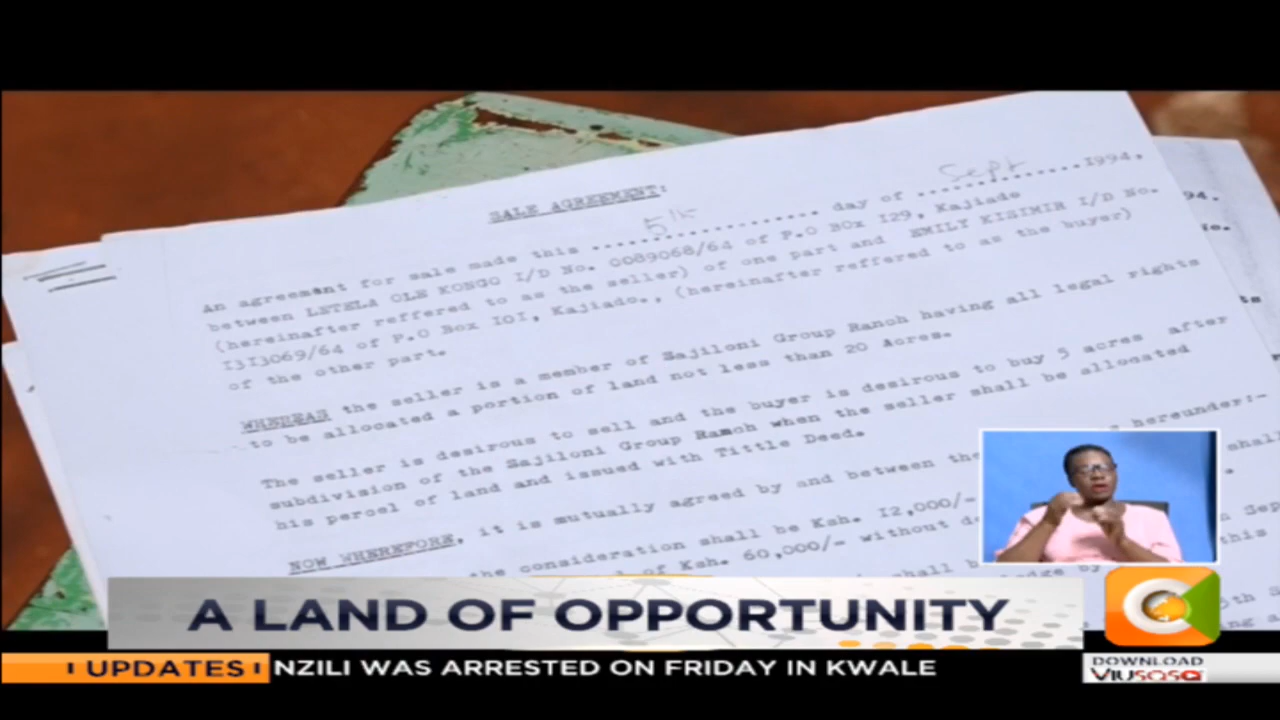 SALE AGREEMENT:
An agreement for sale made this ..5th.. day of ..Sept..1994,
between LETELA OLE KONGO I/D No. 0089068/64 of P.O BOx I29, Kajiado
(hereinafter reffered to as the seller) of one part and EMILY KISIMIR I/D No.
I3I3069/64 of P.O Box IOI, Kajiado., (hereinafter reffered to as the buyer)
of the other part.
WHEREAS the seller is a member of Sajiloni Group Ranch having all legal rights
to be allocated a portion of land not less than 20 Acres.
The seller is desirous to sell and the buyer is desirous to buy 5 acres after
subdivision of the Sajiloni Group Ranch when the seller shall be allocated
his percel of land and issued with Tittle Deed.
NOW WHEREFORE, it is mutually agreed by and between the hereunder:-
the consideration shall be Ksh. I2,000/-
of Ksh. 60,000/- without
shall
A LAND OF OPPORTUNITY
UPDATES NZILI WAS ARRESTED ON FRIDAY IN KWALE
DOWNLOAD
VIUSASA